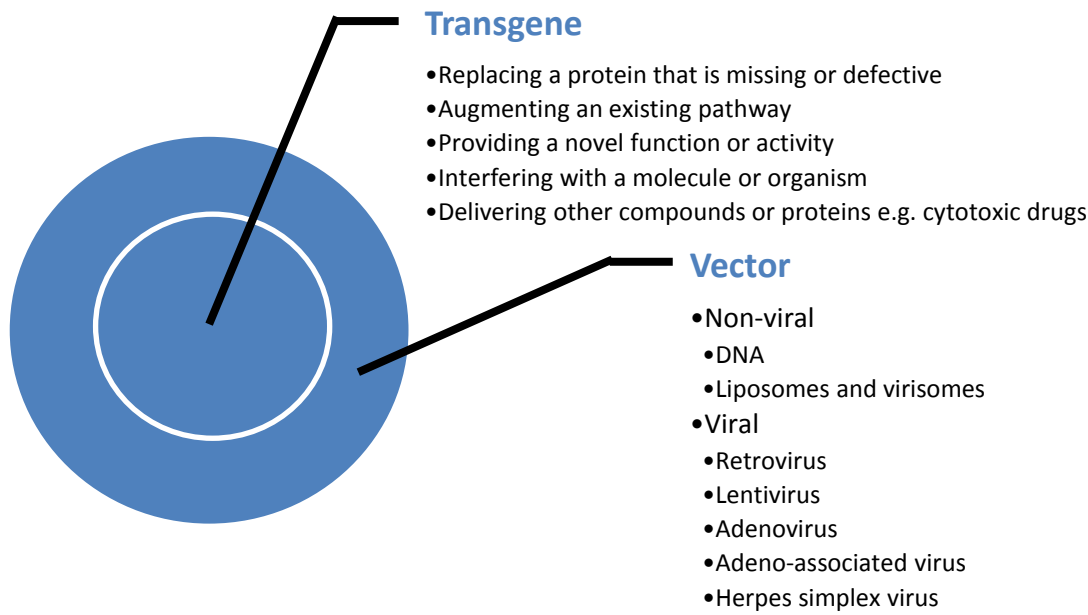 Transgene
•Replacing a protein that is missing or defective
•Augmenting an existing pathway
•Providing a novel function or activity
•Interfering with a molecule or organism
•Delivering other compounds or proteins e.g. cytotoxic drugs
Vector
•Non-viral
•DNA
•Liposomes and virisomes
•Viral
•Retrovirus
•Lentivirus
•Adenovirus
•Adeno-associated virus
•Herpes simplex virus